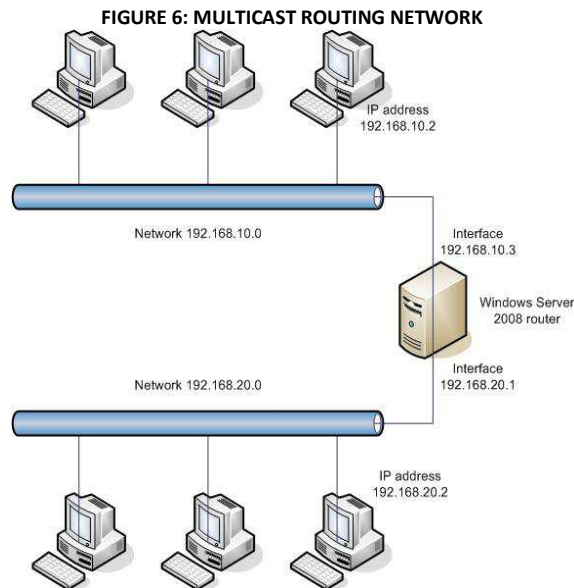 FIGURE 6: MULTICAST ROUTING NETWORK
IP address
192.168.10.2
Network 192.168.10.0
Interface
192.168.10.3
Windows Server
2008 router
Interface
192.168.20.1
Network 192.168.20.0
IP address
192.168.20.2